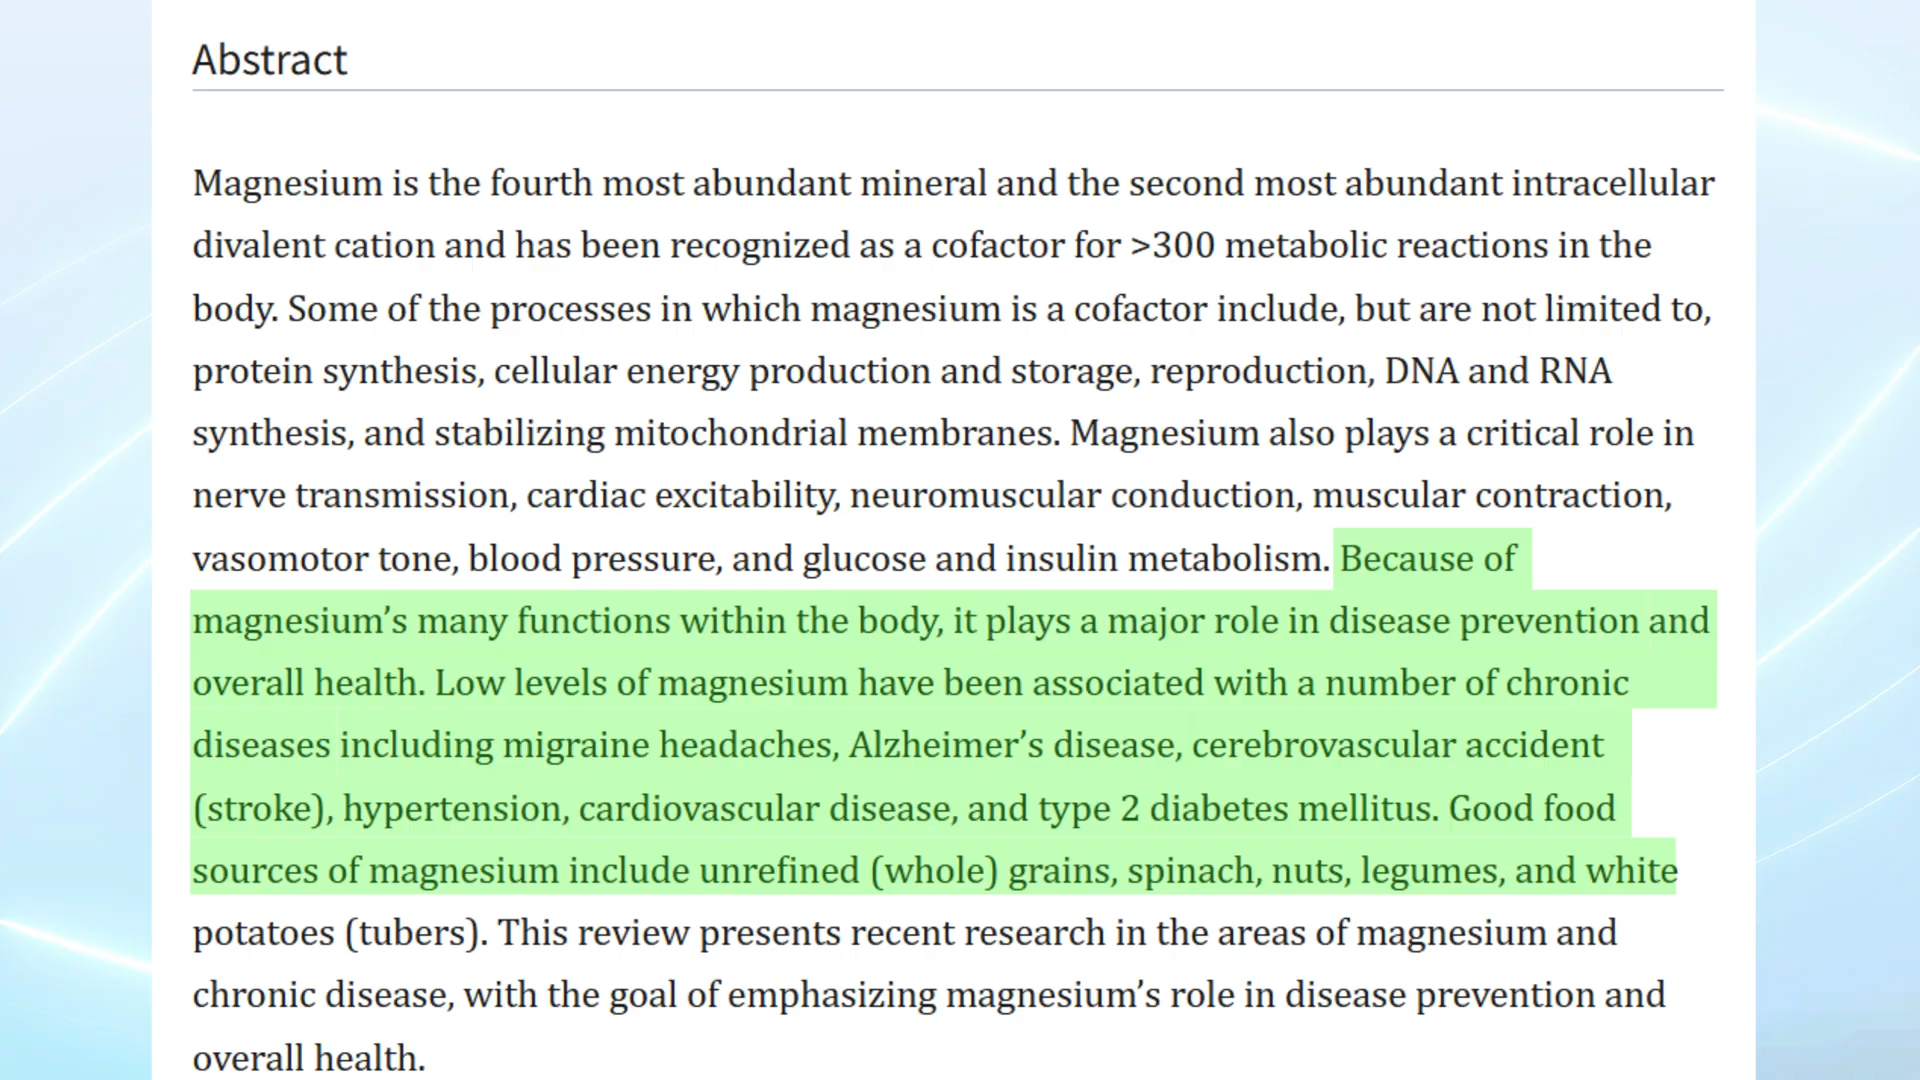 Abstract
Magnesium is the fourth most abundant mineral and the second most abundant intracellular
divalent cation and has been recognized as a cofactor for >300 metabolic reactions in the
body. Some of the processes in which magnesium is a cofactor include, but are not limited to,
protein synthesis, cellular energy production and storage, reproduction, DNA and RNA
synthesis, and stabilizing mitochondrial membranes. Magnesium also plays a critical role in
nerve transmission, cardiac excitability, neuromuscular conduction, muscular contraction,
vasomotor tone, blood pressure, and glucose and insulin metabolism. Because of
magnesium’s many functions within the body, it plays a major role in disease prevention and
overall health. Low levels of magnesium have been associated with a number of chronic
diseases including migraine headaches, Alzheimer’s disease, cerebrovascular accident
(stroke), hypertension, cardiovascular disease, and type 2 diabetes mellitus. Good food
sources of magnesium include unrefined (whole) grains, spinach, nuts, legumes, and white
potatoes (tubers). This review presents recent research in the areas of magnesium and
chronic disease, with the goal of emphasizing magnesium’s role in disease prevention and
overall health.